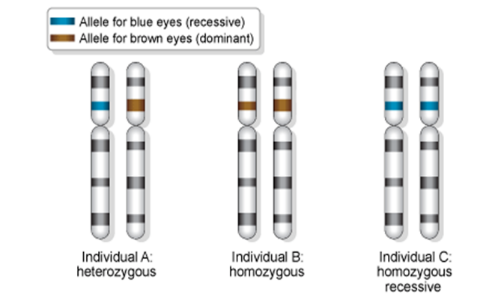 Allele for blue eyes (recessive)
Allele for brown eyes (dominant)
Individual A:
heterozygous
Individual B:
homozygous
Individual C:
homozygous
recessive